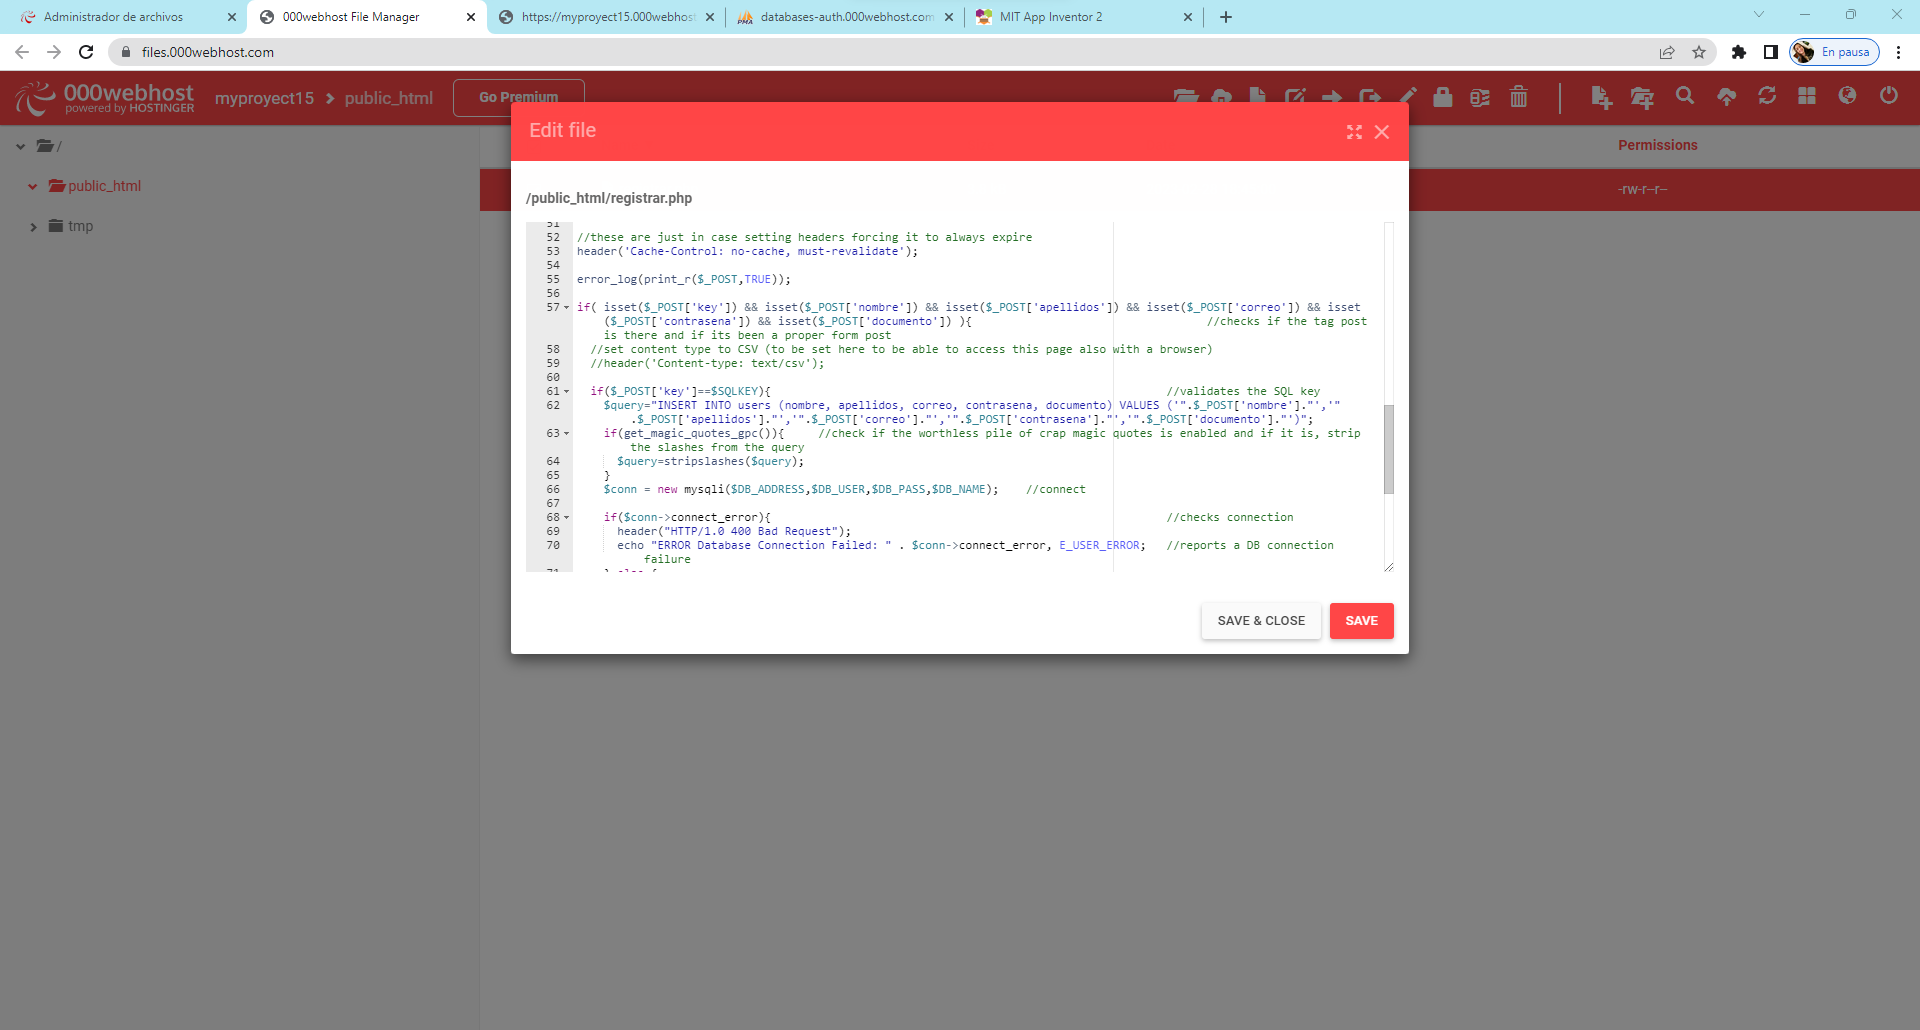 Administrador de archivos
000webhost File Manager
https://myproyect15.000webhost
databases-auth.000webhost.com
MIT App Inventor 2
files.000webhost.com
En pausa
000webhost
powered by HOSTINGER
myproyect15 > public_html
Go Premium
Edit file
/
Permissions
public_html
-rw-r--r--
tmp
/public_html/registrar.php
51
52 //these are just in case setting headers forcing it to always expire
53 header('Cache-Control: no-cache, must-revalidate');
54
55 error_log(print_r($_POST,TRUE));
56
57 if( isset($_POST['key']) && isset($_POST['nombre']) && isset($_POST['apellidos']) && isset($_POST['correo']) && isset
($_POST['contrasena']) && isset($_POST['documento']) ){ //checks if the tag post
is there and if its been a proper form post
58 //set content type to CSV (to be set here to be able to access this page also with a browser)
59 //header('Content-type: text/csv');
60
61 if($_POST['key']==$SQLKEY){ //validates the SQL key
62 $query="INSERT INTO users (nombre, apellidos, correo, contrasena, documento) VALUES ('".$_POST['nombre']."','"
.$_POST['apellidos']."','".$_POST['correo']."','".$_POST['contrasena']."','".$_POST['documento']."')";
63 if(get_magic_quotes_gpc()){ //check if the worthless pile of crap magic quotes is enabled and if it is, strip
the slashes from the query
64 $query=stripslashes($query);
65 }
66 $conn = new mysqli($DB_ADDRESS,$DB_USER,$DB_PASS,$DB_NAME); //connect
67
68 if($conn->connect_error){ //checks connection
69 header("HTTP/1.0 400 Bad Request");
70 echo "ERROR Database Connection Failed: " . $conn->connect_error, E_USER_ERROR; //reports a DB connection
failure
71 } else {
SAVE & CLOSE
SAVE